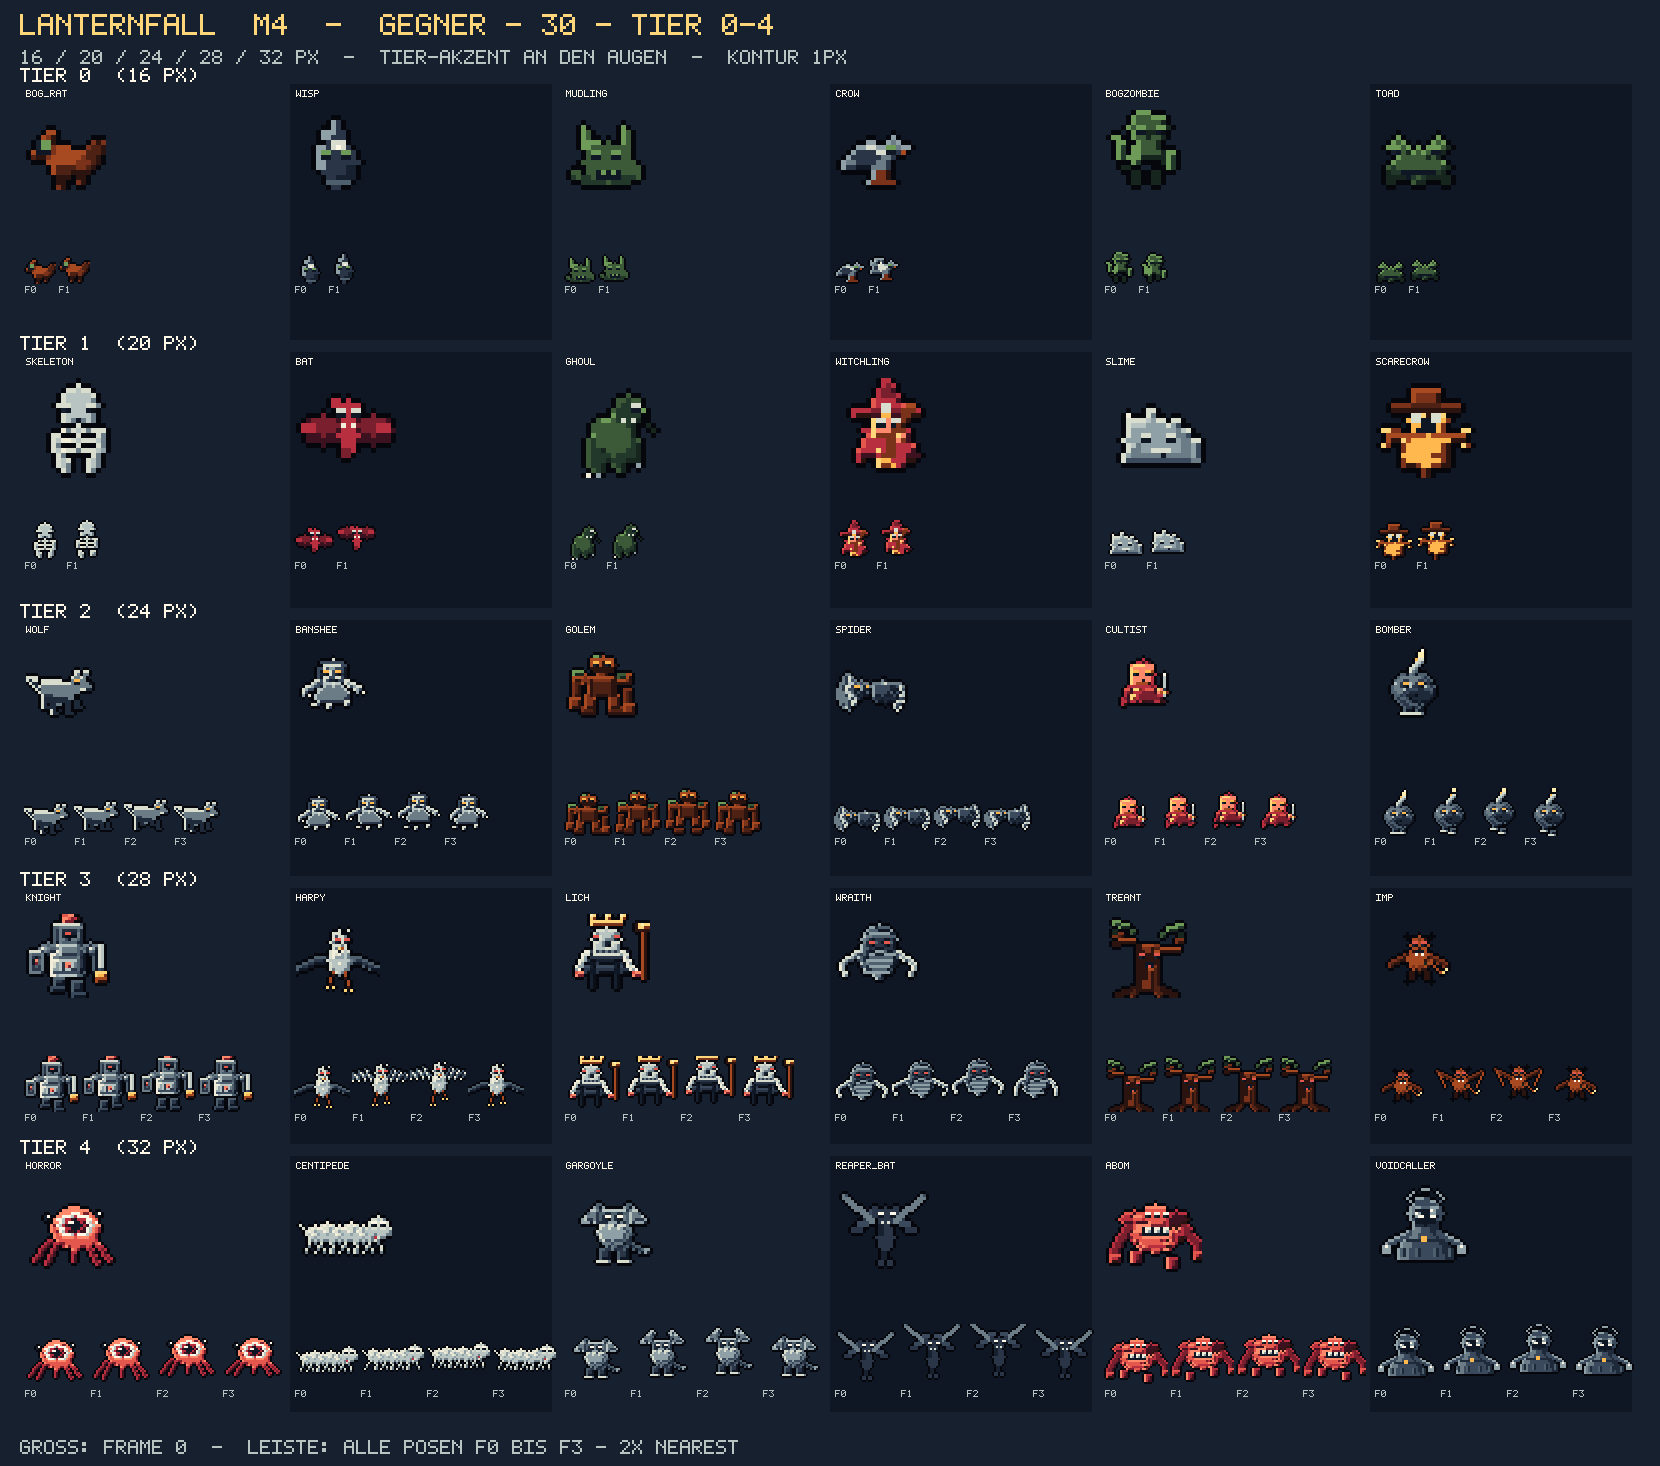 LANTERNFALL M4 – GEGNER – 30 – TIER 0–4
16 / 20 / 24 / 28 / 32 PX – TIER–AKZENT AN DEN AUGEN – KONTUR 1PX
TIER 0 (16 PX)
BOG_RAT WISP MUDLING CROW BOGZOMBIE TOAD
F0 F1 F0 F1 F0 F1 F0 F1 F0 F1 F0 F1
TIER 1 (20 PX)
SKELETON BAT GHOUL WITCHLING SLIME SCARECROW
F0 F1 F0 F1 F0 F1 F0 F1 F0 F1 F0 F1
TIER 2 (24 PX)
WOLF BANSHEE GOLEM SPIDER CULTIST BOMBER
F0 F1 F2 F3 F0 F1 F2 F3 F0 F1 F2 F3 F0 F1 F2 F3 F0 F1 F2 F3 F0 F1 F2 F3
TIER 3 (28 PX)
KNIGHT HARPY LICH WRAITH TREANT IMP
F0 F1 F2 F3 F0 F1 F2 F3 F0 F1 F2 F3 F0 F1 F2 F3 F0 F1 F2 F3 F0 F1 F2 F3
TIER 4 (32 PX)
HORROR CENTIPEDE GARGOYLE REAPER_BAT ABOM VOIDCALLER
F0 F1 F2 F3 F0 F1 F2 F3 F0 F1 F2 F3 F0 F1 F2 F3 F0 F1 F2 F3 F0 F1 F2 F3
GROSS: FRAME 0 – LEISTE: ALLE POSEN F0 BIS F3 – 2X NEAREST